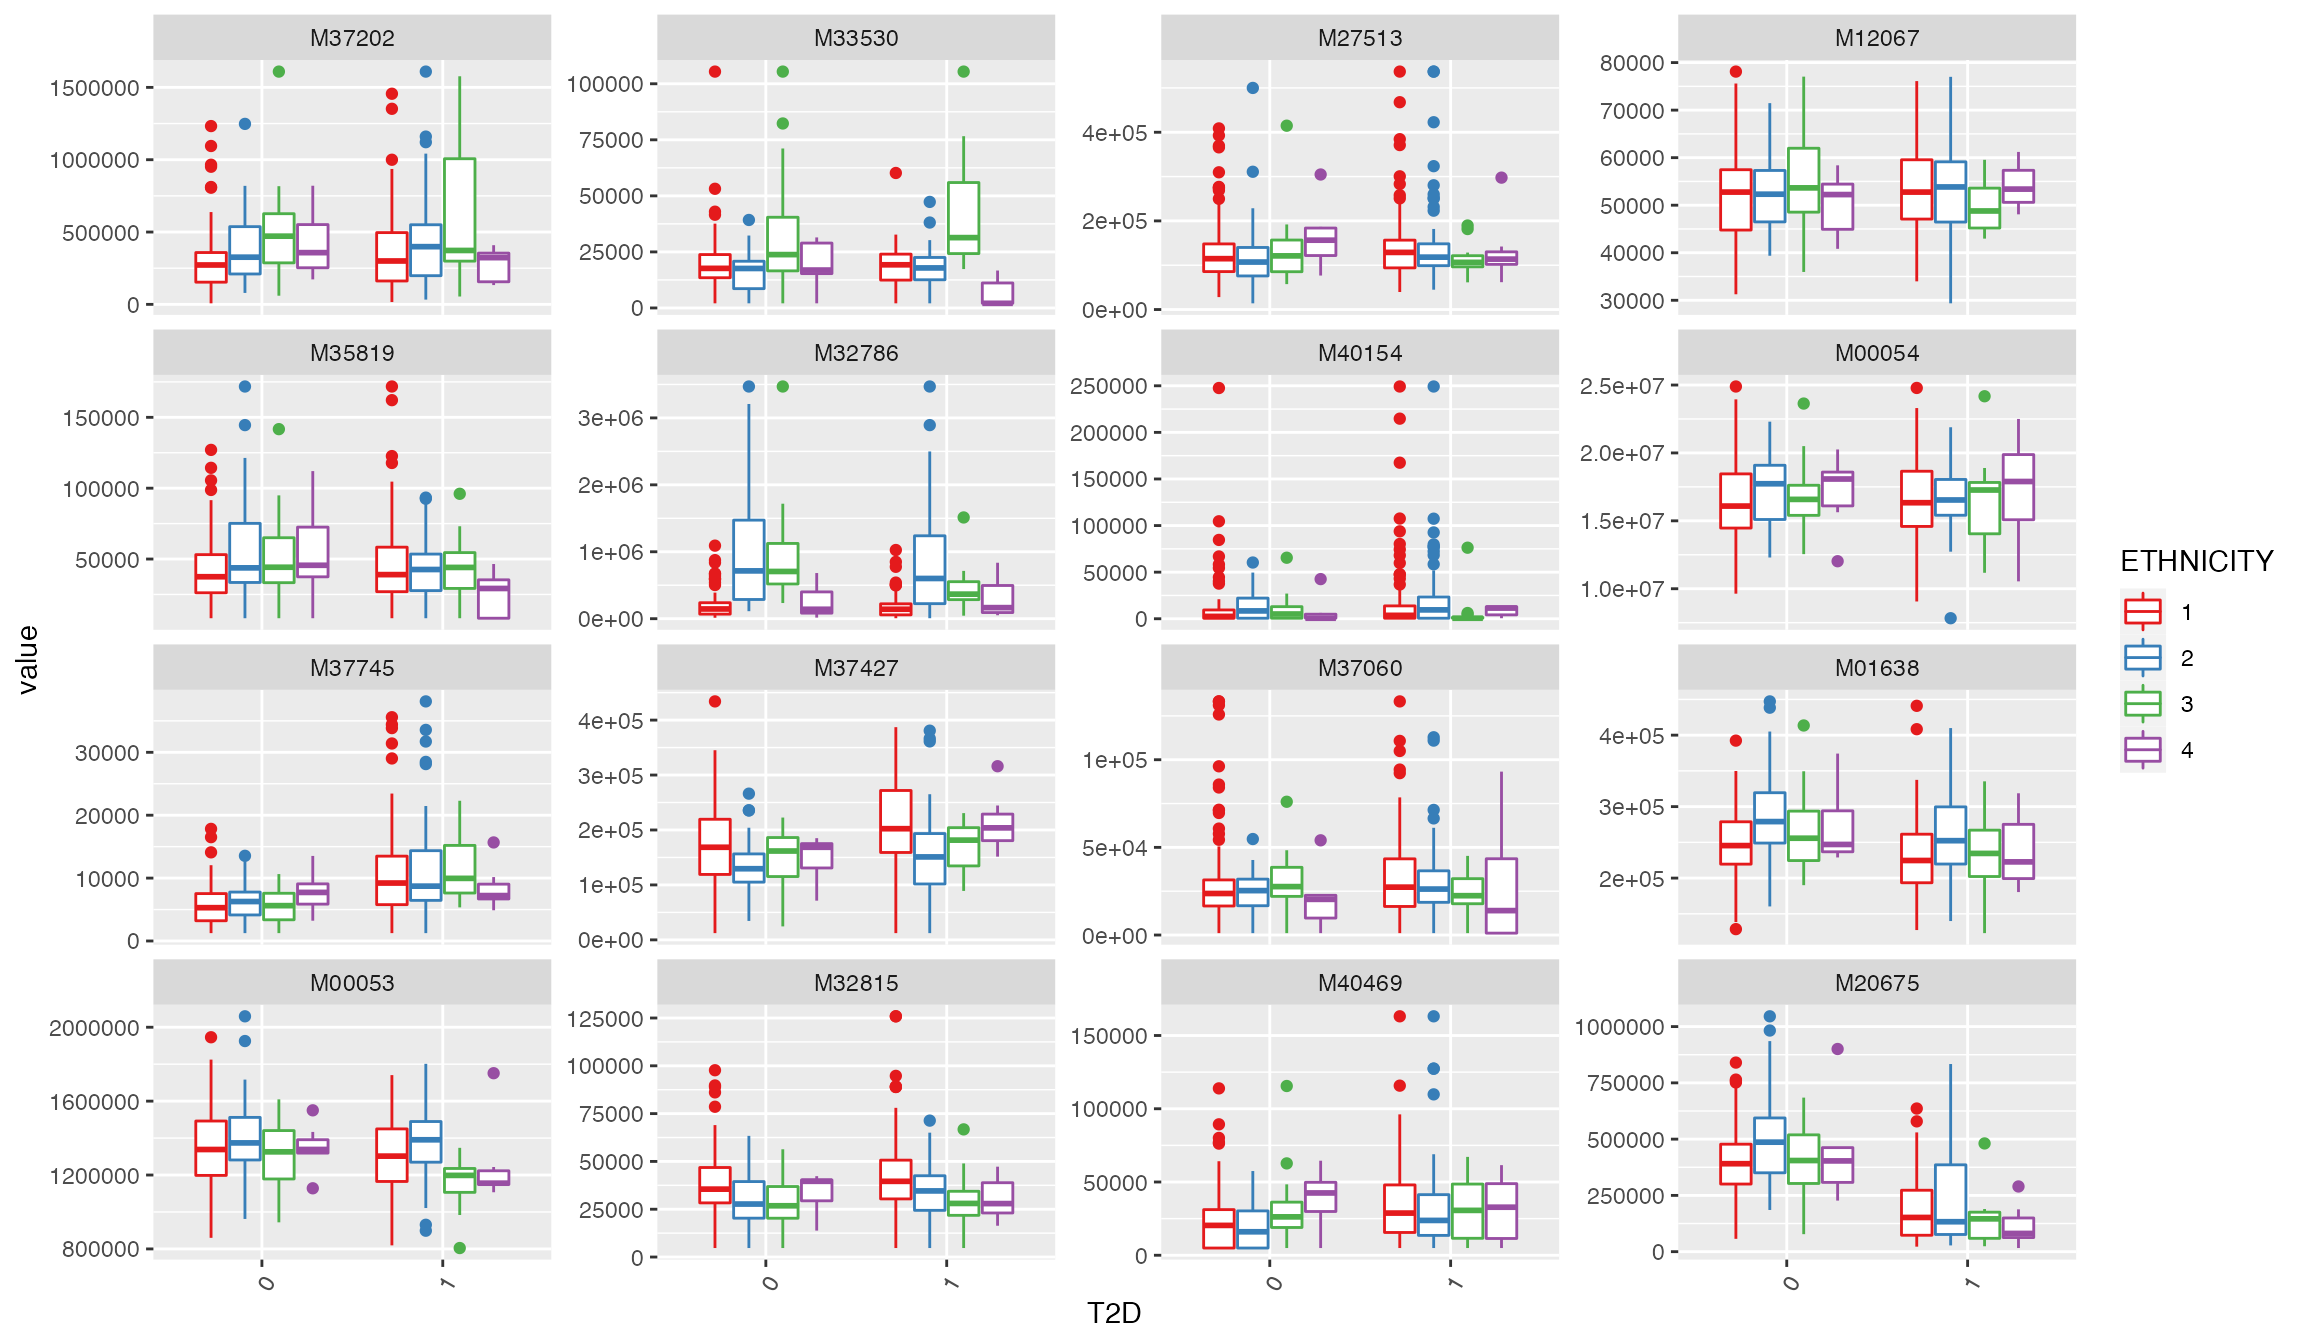 M37202
M33530
M27513
M12067
1500000
1000000
500000
0
100000
75000
50000
25000
0
4e+05
2e+05
0e+00
80000
70000
60000
50000
40000
30000
M35819
M32786
M40154
M00054
150000
100000
50000
3e+06
2e+06
1e+06
0e+00
250000
200000
150000
100000
50000
0
2.5e+07
2.0e+07
1.5e+07
1.0e+07
M37745
M37427
M37060
M01638
30000
20000
10000
0
4e+05
3e+05
2e+05
1e+05
0e+00
1e+05
5e+04
0e+00
4e+05
3e+05
2e+05
M00053
M32815
M40469
M20675
2000000
1600000
1200000
800000
125000
100000
75000
50000
25000
0
150000
100000
50000
0
1000000
750000
500000
250000
0
0
1
0
1
0
1
0
1
value
T2D
ETHNICITY
1
2
3
4